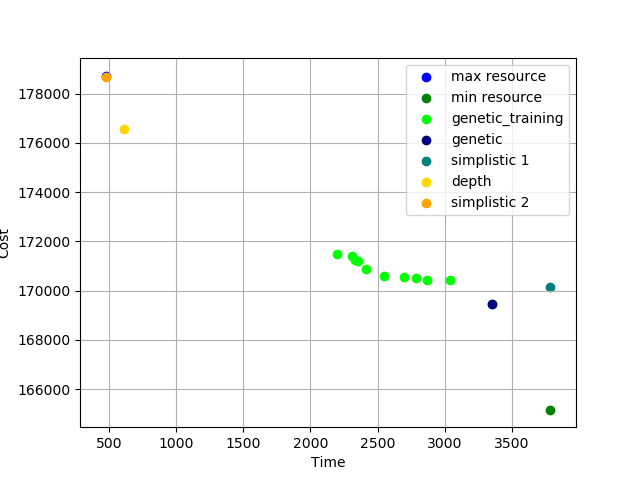 178000
176000
174000
172000
170000
168000
166000
Cost
500
1000
1500
2000
2500
3000
3500
Time
max resource
min resource
genetic_training
genetic
simplistic 1
depth
simplistic 2